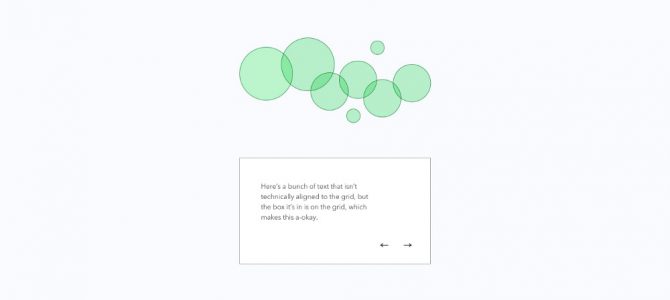 Here's a bunch of text that isn't
technically aligned to the grid, but
the box it's in is on the grid, which
makes this a-okay.
← →